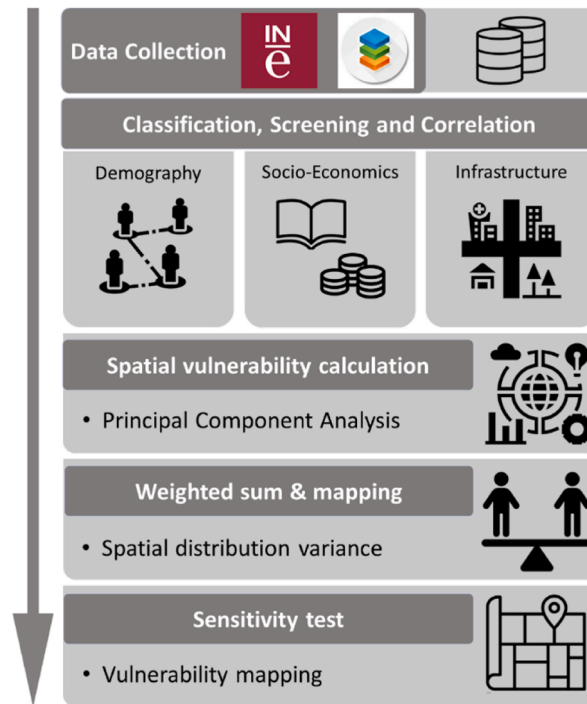 Data Collection
IN
e
Classification, Screening and Correlation
Demography
Socio-Economics
Infrastructure
Spatial vulnerability calculation
• Principal Component Analysis
Weighted sum & mapping
• Spatial distribution variance
Sensitivity test
• Vulnerability mapping